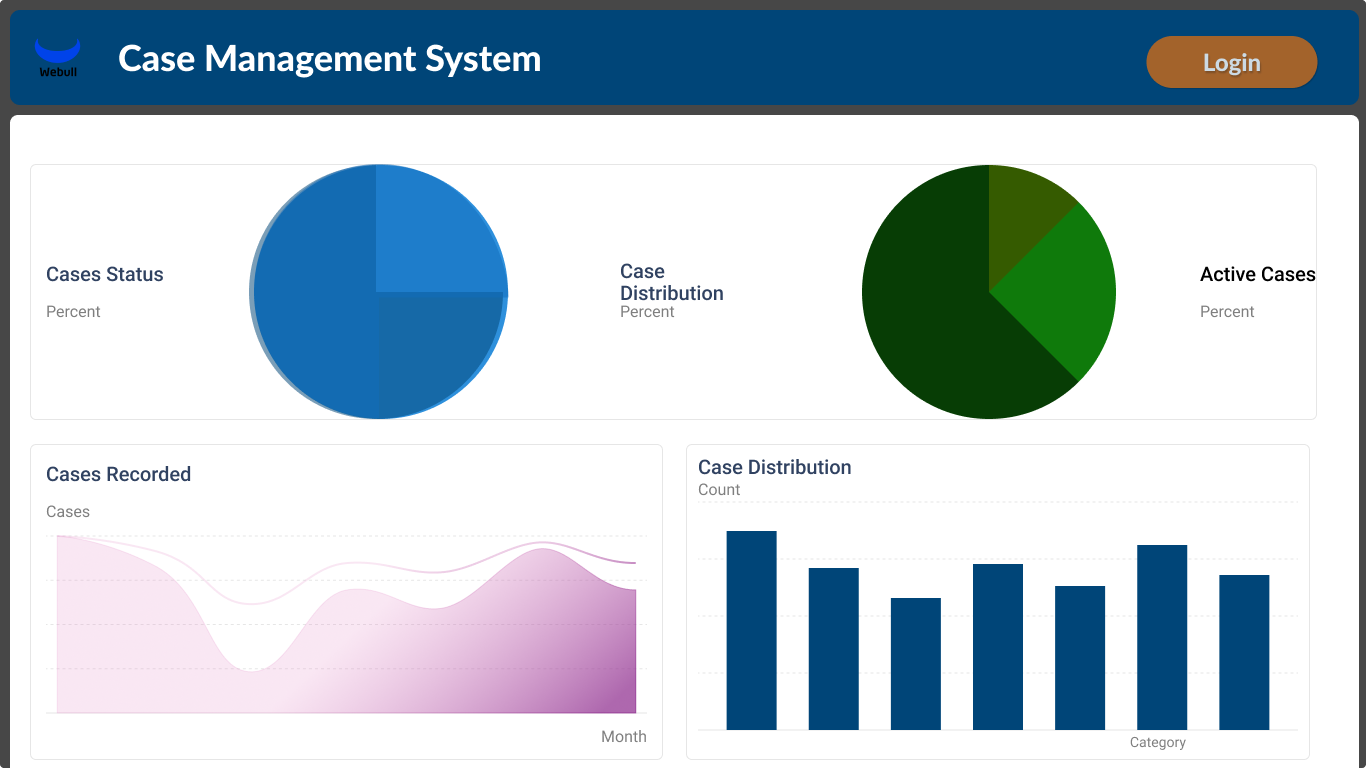 Webull
Case Management System
Login
Cases Status
Percent
Case
Distribution
Percent
Active Cases
Percent
Cases Recorded
Cases
Month
Case Distribution
Count
Category